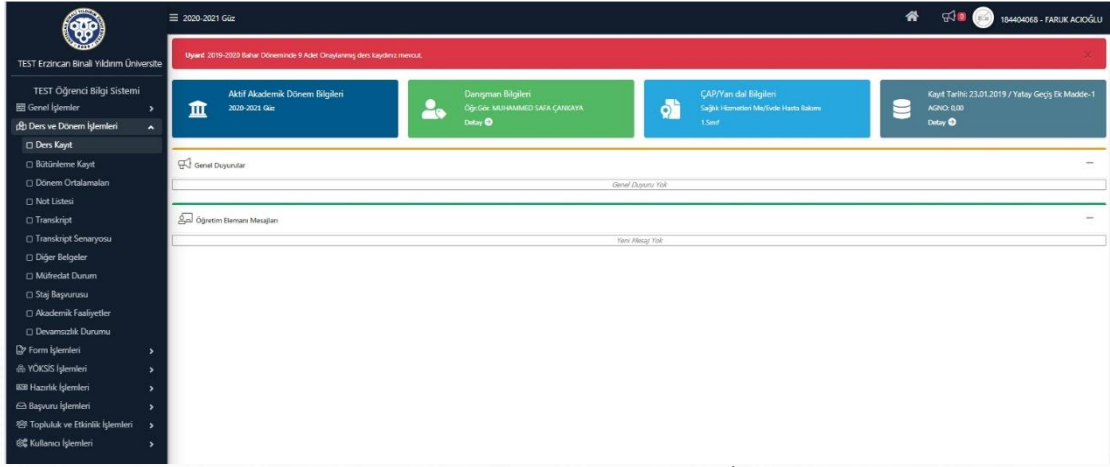 TEST Erzincan Binali Yıldırım Üniversite
TEST Öğrenci Bilgi Sistemi
Genel İşlemler
Ders ve Dönem İşlemleri
Ders Kayıt
Bütünleme Kayıt
Dönem Ortalamaları
Not Listesi
Transkript
Transkript Senaryosu
Diğer Belgeler
Müfredat Durum
Staj Başvurusu
Akademik Faaliyetler
Devamsızlık Durumu
Form İşlemleri
YÖKSİS İşlemleri
Hazırlık İşlemleri
Başvuru İşlemleri
Topluluk ve Etkinlik İşlemleri
Kullanıcı İşlemleri
2020-2021 Güz
184404068 - FARUK ACIOĞLU
Uyarı! 2019-2020 Bahar Döneminde 9 Adet Onaylanmış ders kaydınız mevcut.
Aktif Akademik Dönem Bilgileri
2020-2021 Güz
Danışman Bilgileri
Öğr.Gör. MUHAMMED SAFA ÇANKAYA
Detay
ÇAP/Yan dal Bilgileri
Sağlık Hizmetleri Mo/Evde Hasta Bakımı
1.Sınıf
Kayıt Tarihi: 23.01.2019 / Yatay Geçiş Ek Madde-1
AGNO: 0,00
Detay
Genel Duyurular
Genel Duyuru Yok
Öğretim Elemanı Mesajları
Yeni Mesaj Yok